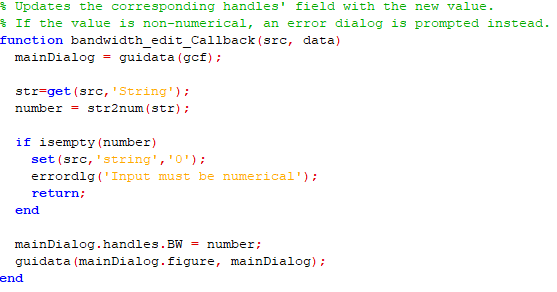 % Updates the corresponding handles' field with the new value.
% If the value is non-numerical, an error dialog is prompted instead.
function bandwidth_edit_Callback(src, data)
  mainDialog = guidata(gcf);

  str=get(src,'String');
  number = str2num(str);

  if isempty(number)
    set(src,'string','0');
    errordlg('Input must be numerical');
    return;
  end

  mainDialog.handles.BW = number;
  guidata(mainDialog.figure, mainDialog);
end